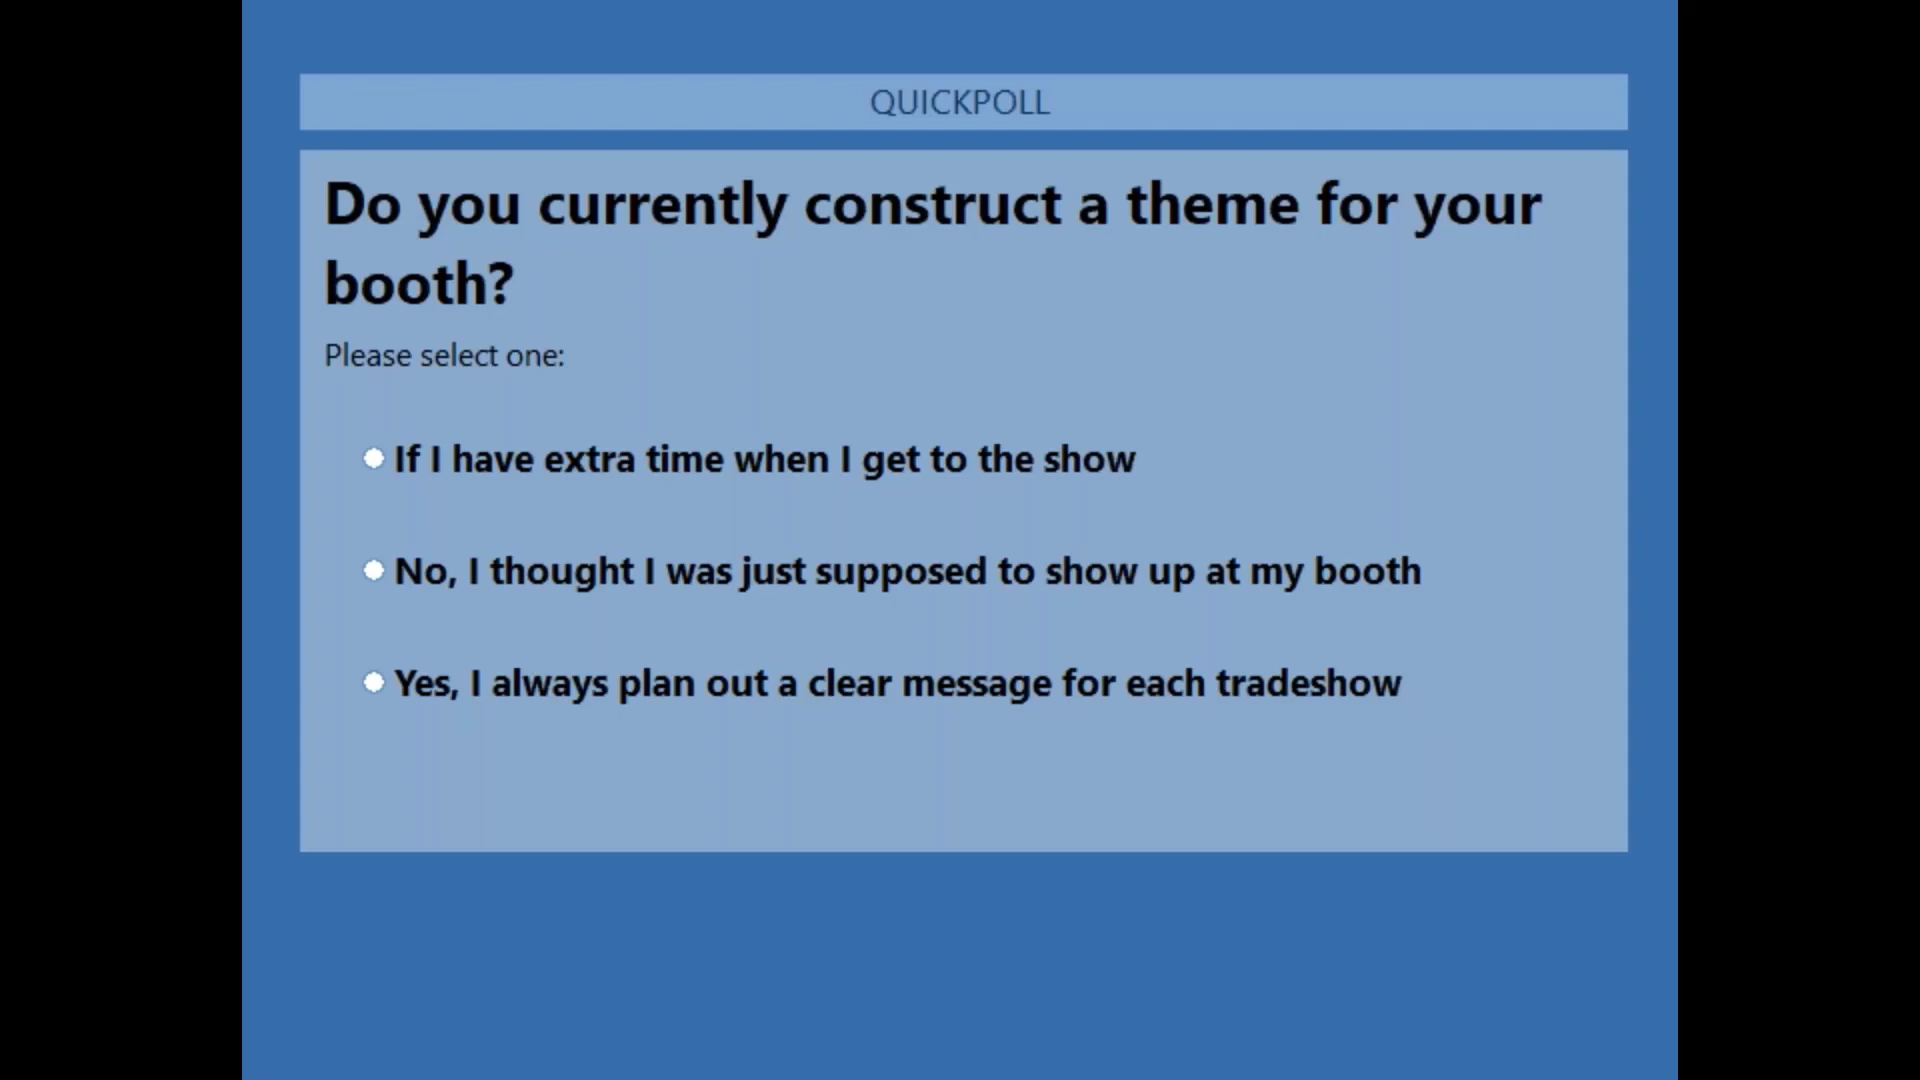 QUICKPOLL
Do you currently construct a theme for your
booth?
Please select one:
If I have extra time when I get to the show
No, I thought I was just supposed to show up at my booth
Yes, I always plan out a clear message for each tradeshow